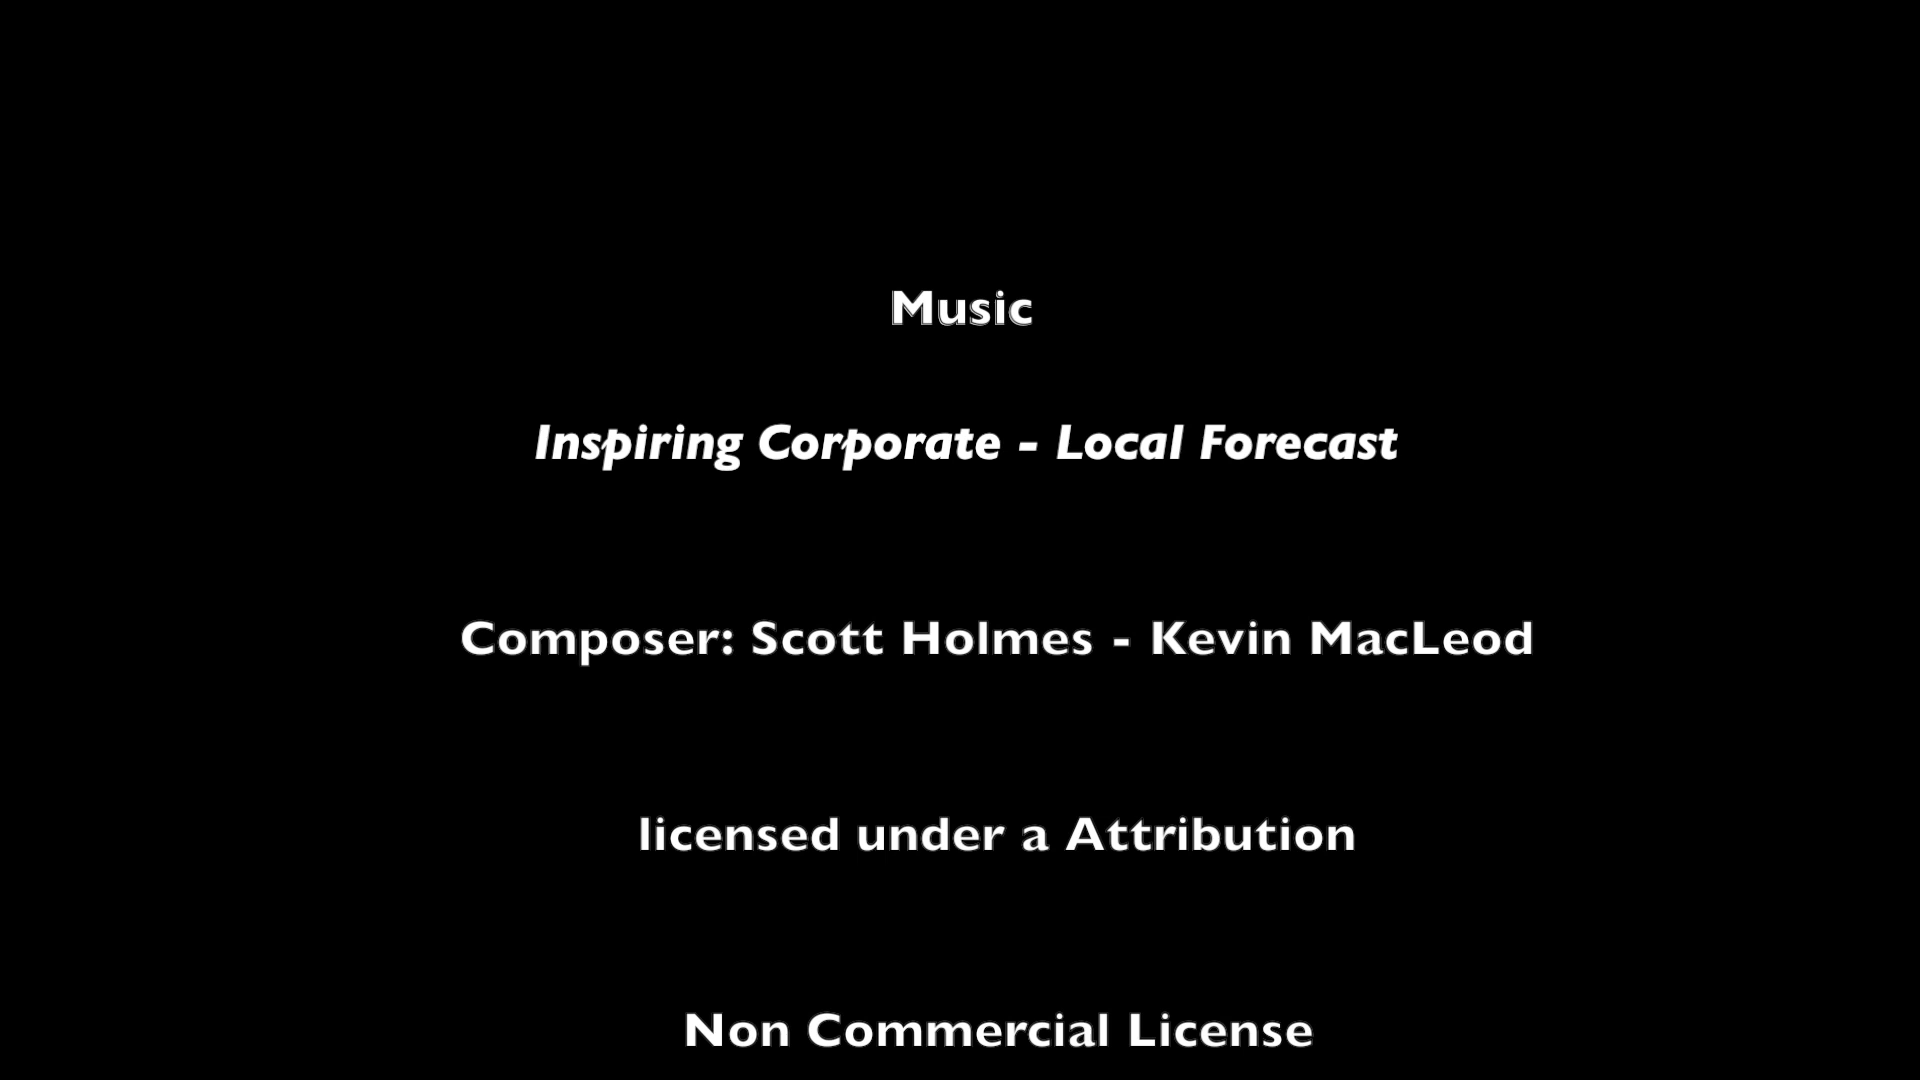 Music
Inspiring Corporate - Local Forecast
Composer: Scott Holmes - Kevin MacLeod
licensed under a Attribution
Non Commercial License